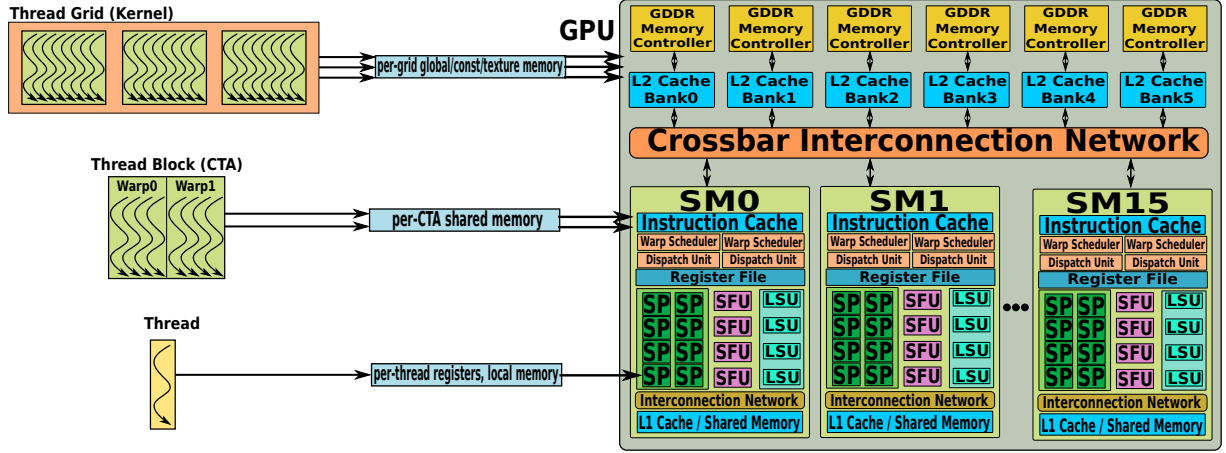 Thread Grid (Kernel)
per-grid global/const/texture memory
Thread Block (CTA)
Warp0 Warp1
per-CTA shared memory
Thread
per-thread registers, local memory
GPU
GDDR Memory Controller
GDDR Memory Controller
GDDR Memory Controller
GDDR Memory Controller
GDDR Memory Controller
GDDR Memory Controller
L2 Cache Bank0
L2 Cache Bank1
L2 Cache Bank2
L2 Cache Bank3
L2 Cache Bank4
L2 Cache Bank5
Crossbar Interconnection Network
SM0
Instruction Cache
Warp Scheduler Warp Scheduler
Dispatch Unit Dispatch Unit
Register File
SP SP SFU LSU
SP SP SFU LSU
SP SP SFU LSU
SP SP SFU LSU
Interconnection Network
L1 Cache / Shared Memory
SM1
Instruction Cache
Warp Scheduler Warp Scheduler
Dispatch Unit Dispatch Unit
Register File
SP SP SFU LSU
SP SP SFU LSU
SP SP SFU LSU
SP SP SFU LSU
Interconnection Network
L1 Cache / Shared Memory
SM15
Instruction Cache
Warp Scheduler Warp Scheduler
Dispatch Unit Dispatch Unit
Register File
SP SP SFU LSU
SP SP SFU LSU
SP SP SFU LSU
SP SP SFU LSU
Interconnection Network
L1 Cache / Shared Memory